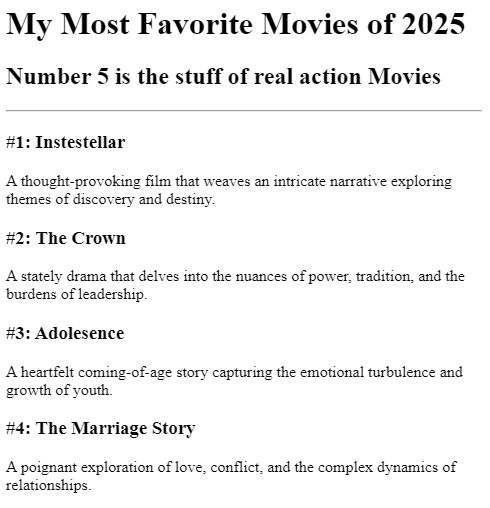 My Most Favorite Movies of 2025
Number 5 is the stuff of real action Movies
#1: Instestellar
A thought-provoking film that weaves an intricate narrative exploring
themes of discovery and destiny.
#2: The Crown
A stately drama that delves into the nuances of power, tradition, and the
burdens of leadership.
#3: Adolesence
A heartfelt coming-of-age story capturing the emotional turbulence and
growth of youth.
#4: The Marriage Story
A poignant exploration of love, conflict, and the complex dynamics of
relationships.